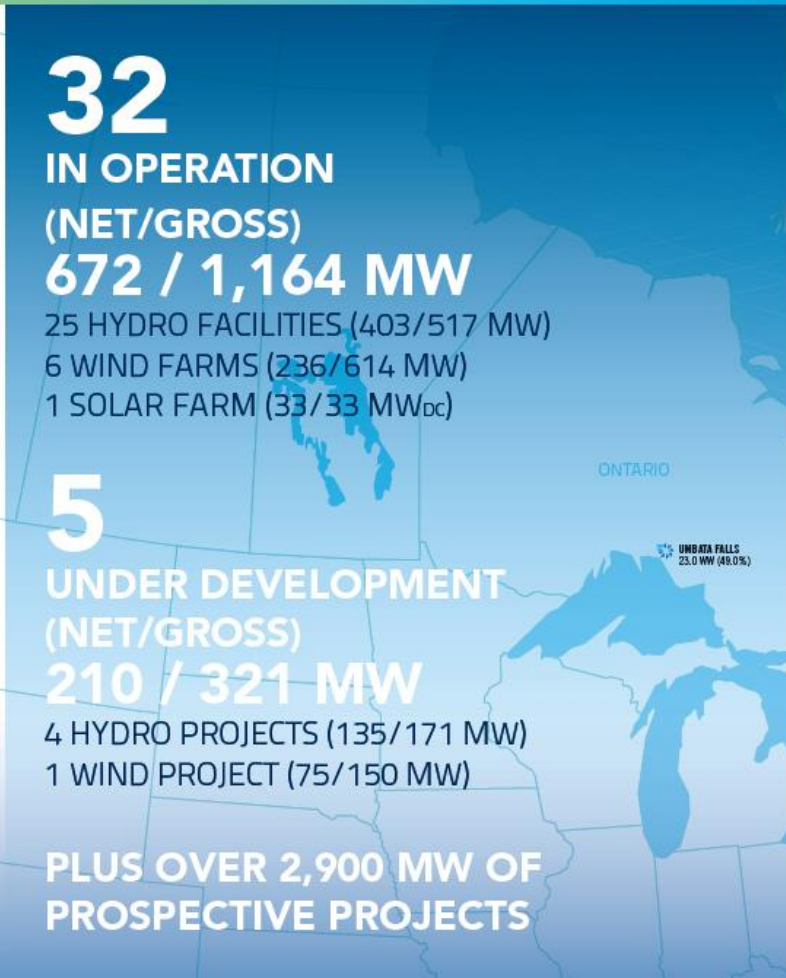 32
IN OPERATION
(NET/GROSS)
672 / 1,164 MW
25 HYDRO FACILITIES (403/517 MW)
6 WIND FARMS (236/614 MW)
1 SOLAR FARM (33/33 MWDC)
ONTARIO
5
UMBATA FALLS
23.0 WW (49.0%)
UNDER DEVELOPMENT
(NET/GROSS)
210 / 321 MW
4 HYDRO PROJECTS (135/171 MW)
1 WIND PROJECT (75/150 MW)
PLUS OVER 2,900 MW OF
PROSPECTIVE PROJECTS